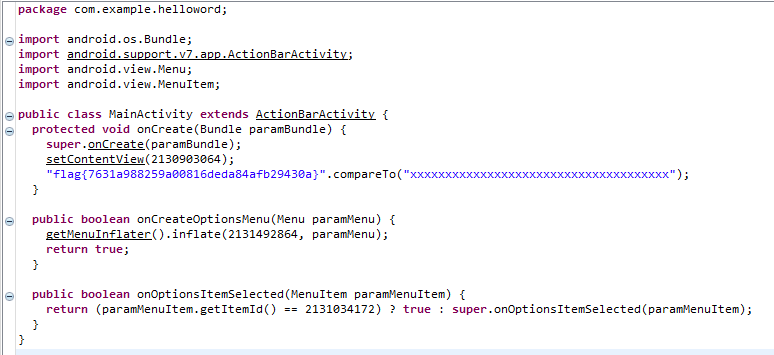 package com.example.helloword;
import android.os.Bundle;
import android.support.v7.app.ActionBarActivity;
import android.view.Menu;
import android.view.MenuItem;
public class MainActivity extends ActionBarActivity {
protected void onCreate(Bundle paramBundle) {
super.onCreate(paramBundle);
setContentView(2130903064);
"flag{7631a988259a00816deda84afb29430a}".compareTo("xxxxxxxxxxxxxxxxxxxxxxxxxxxxxxxxxxxxx");
}
public boolean onCreateOptionsMenu(Menu paramMenu) {
getMenuInflater().inflate(2131492864, paramMenu);
return true;
}
public boolean onOptionsItemSelected(MenuItem paramMenuItem) {
return (paramMenuItem.getItemId() == 2131034172) ? true : super.onOptionsItemSelected(paramMenuItem);
}
}